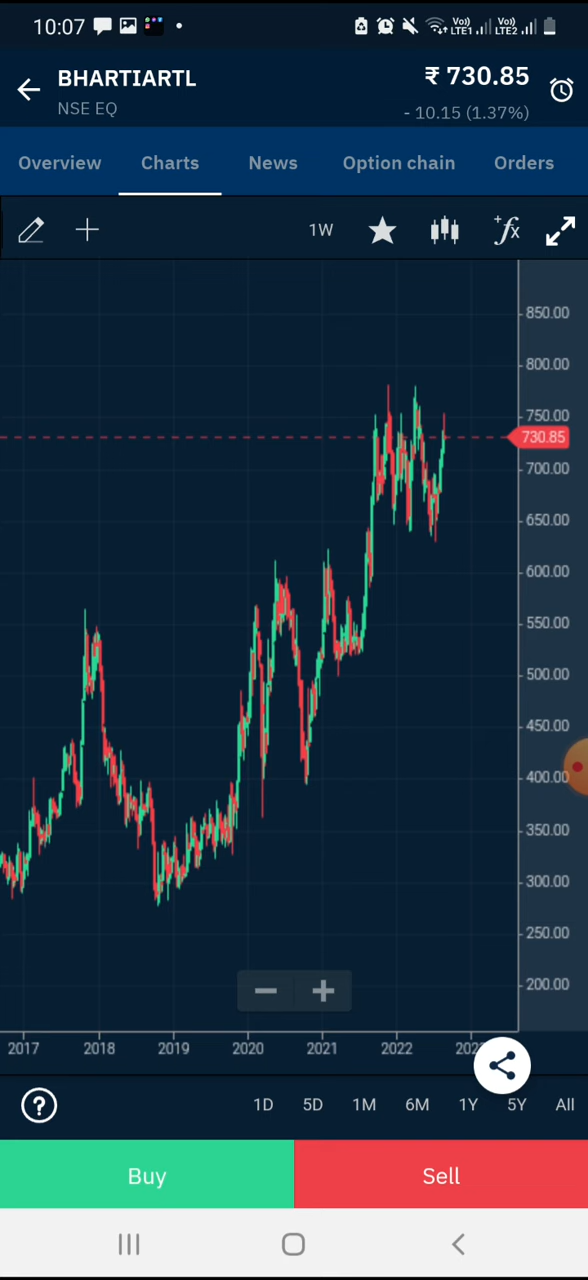 10:07 Vo)) LTE1 Vo)) LTE2
BHARTIARTL ₹ 730.85
NSE EQ - 10.15 (1.37%)
Overview Charts News Option chain Orders
1W +fx
850.00
800.00
750.00
730.85
700.00
650.00
600.00
550.00
500.00
450.00
400.00
350.00
300.00
250.00
200.00
2017 2018 2019 2020 2021 2022
? 1D 5D 1M 6M 1Y 5Y All
Buy Sell